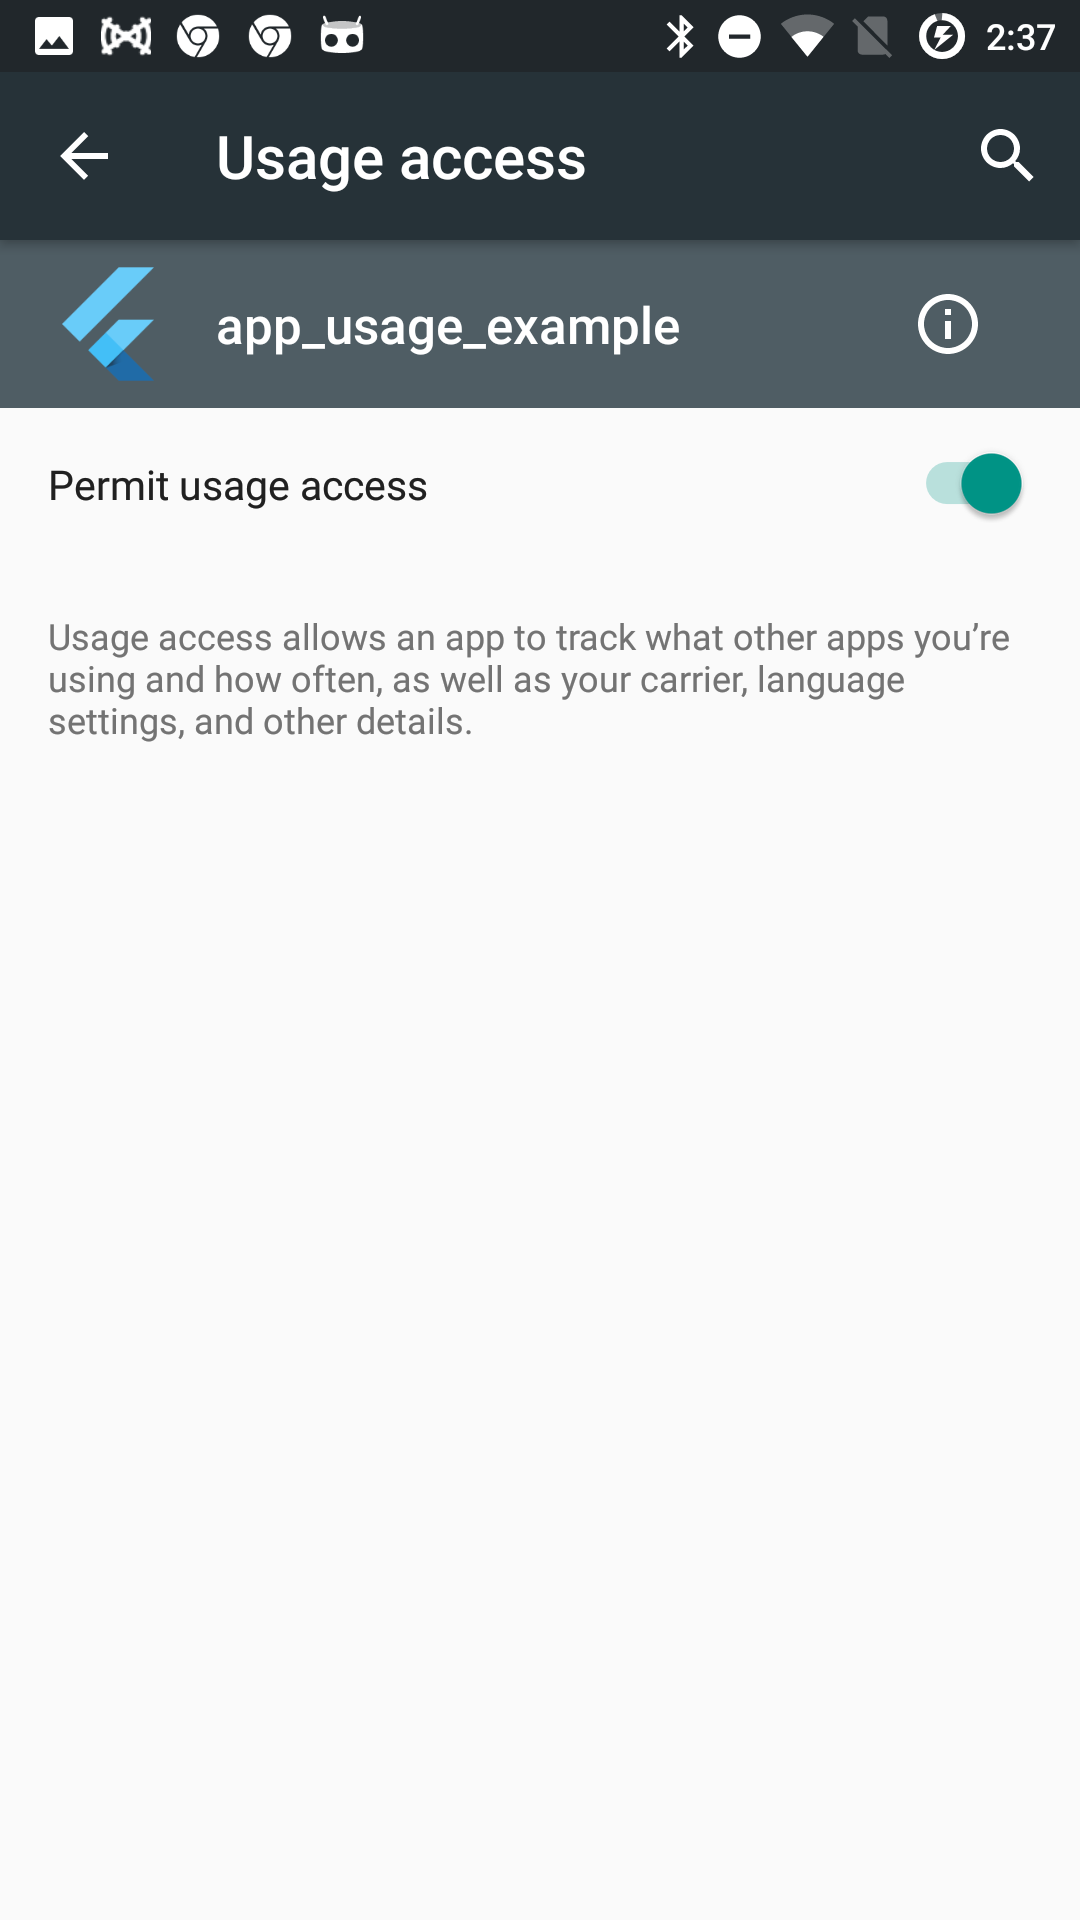 2:37
Usage access
app_usage_example
Permit usage access
Usage access allows an app to track what other apps you’re
using and how often, as well as your carrier, language
settings, and other details.